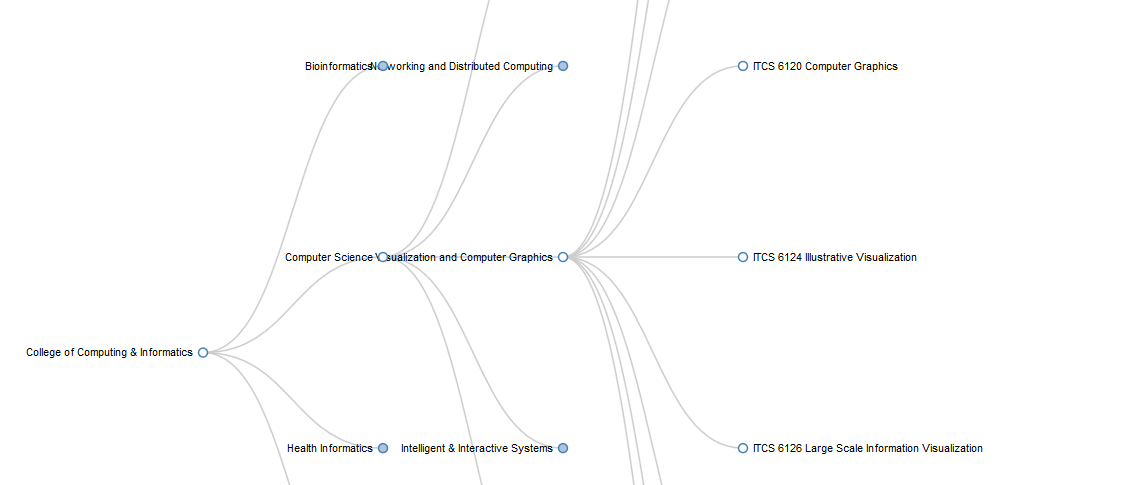 Bioinformatics
Networking and Distributed Computing
ITCS 6120 Computer Graphics
Computer Science
Visualization and Computer Graphics
ITCS 6124 Illustrative Visualization
College of Computing & Informatics
Health Informatics
Intelligent & Interactive Systems
ITCS 6126 Large Scale Information Visualization